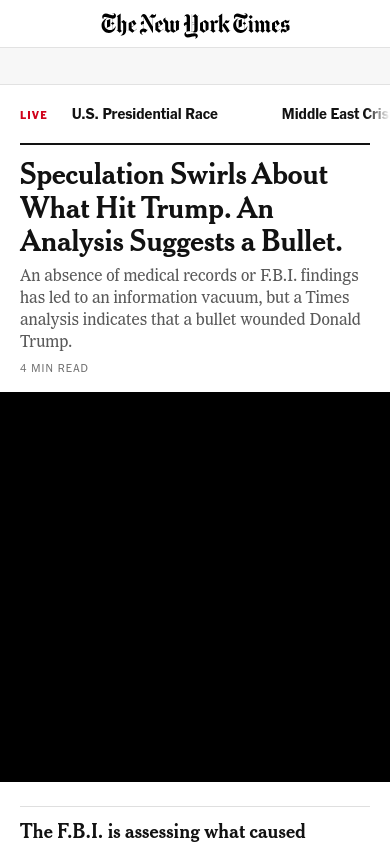 The New York Times
LIVE U.S. Presidential Race Middle East Cris
Speculation Swirls About
What Hit Trump. An
Analysis Suggests a Bullet.
An absence of medical records or F.B.I. findings
has led to an information vacuum, but a Times
analysis indicates that a bullet wounded Donald
Trump.
4 MIN READ
The F.B.I. is assessing what caused